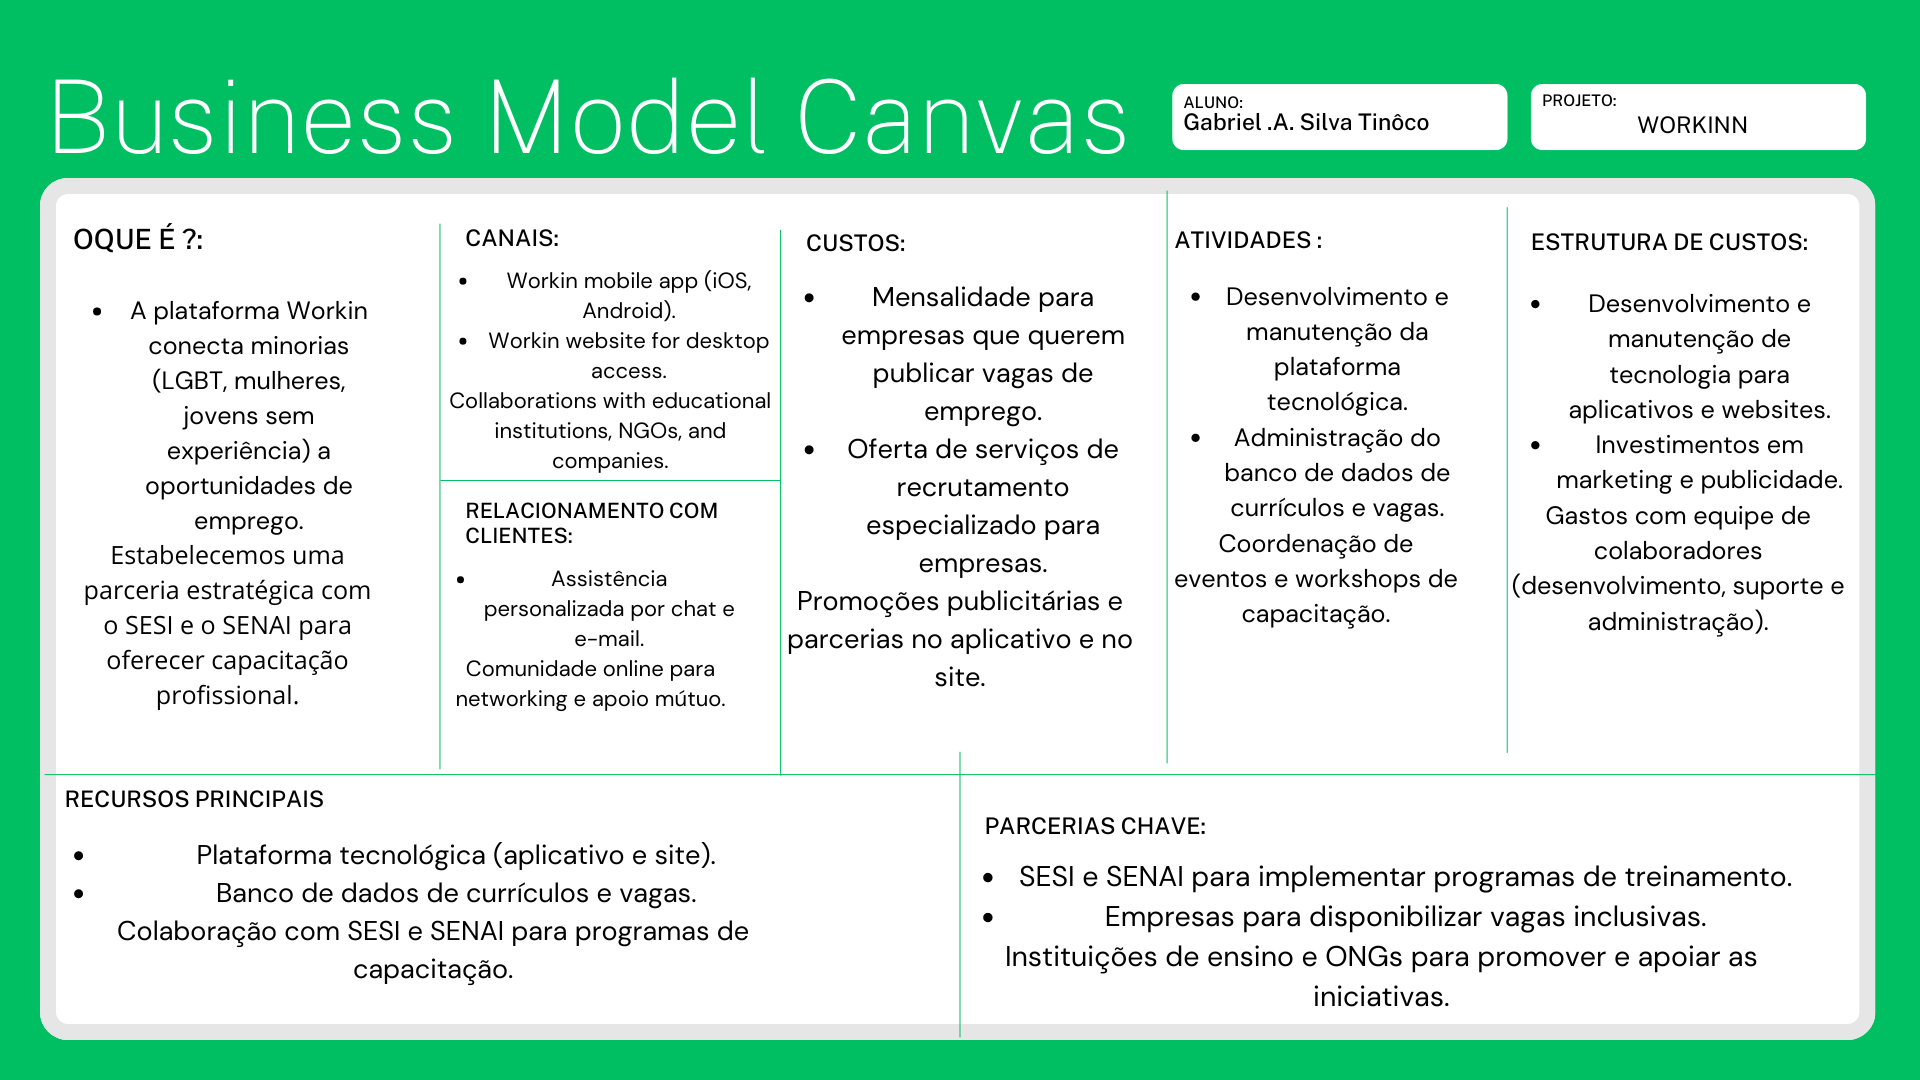 Business Model Canvas
ALUNO:
Gabriel .A. Silva Tinôco
PROJETO:
WORKINN
OQUE É ?:
• A plataforma Workin
conecta minorias
(LGBT, mulheres,
jovens sem
experiência) a
oportunidades de
emprego.
Estabelecemos uma
parceria estratégica com
o SESI e o SENAI para
oferecer capacitação
profissional.
CANAIS:
• Workin mobile app (iOS,
Android).
• Workin website for desktop
access.
Collaborations with educational
institutions, NGOs, and
companies.
RELACIONAMENTO COM
CLIENTES:
• Assistência
personalizada por chat e
e-mail.
Comunidade online para
networking e apoio mútuo.
CUSTOS:
• Mensalidade para
empresas que querem
publicar vagas de
emprego.
• Oferta de serviços de
recrutamento
especializado para
empresas.
Promoções publicitárias e
parcerias no aplicativo e no
site.
ATIVIDADES :
• Desenvolvimento e
manutenção da
plataforma
tecnológica.
• Administração do
banco de dados de
currículos e vagas.
Coordenação de
eventos e workshops de
capacitação.
ESTRUTURA DE CUSTOS:
• Desenvolvimento e
manutenção de
tecnologia para
aplicativos e websites.
• Investimentos em
marketing e publicidade.
Gastos com equipe de
colaboradores
(desenvolvimento, suporte e
administração).
RECURSOS PRINCIPAIS
• Plataforma tecnológica (aplicativo e site).
• Banco de dados de currículos e vagas.
Colaboração com SESI e SENAI para programas de
capacitação.
PARCERIAS CHAVE:
• SESI e SENAI para implementar programas de treinamento.
• Empresas para disponibilizar vagas inclusivas.
Instituições de ensino e ONGs para promover e apoiar as
iniciativas.